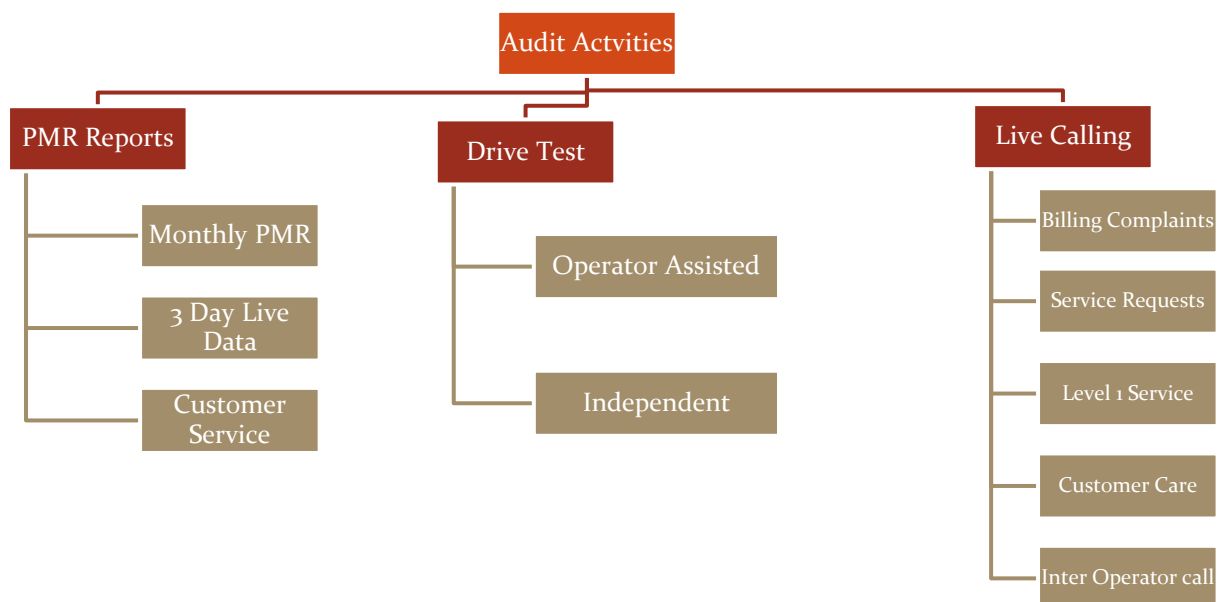 Audit Actvities
PMR Reports
Monthly PMR
3 Day Live
Data
Customer
Service
Drive Test
Operator Assisted
Independent
Live Calling
Billing Complaints
Service Requests
Level 1 Service
Customer Care
Inter Operator call